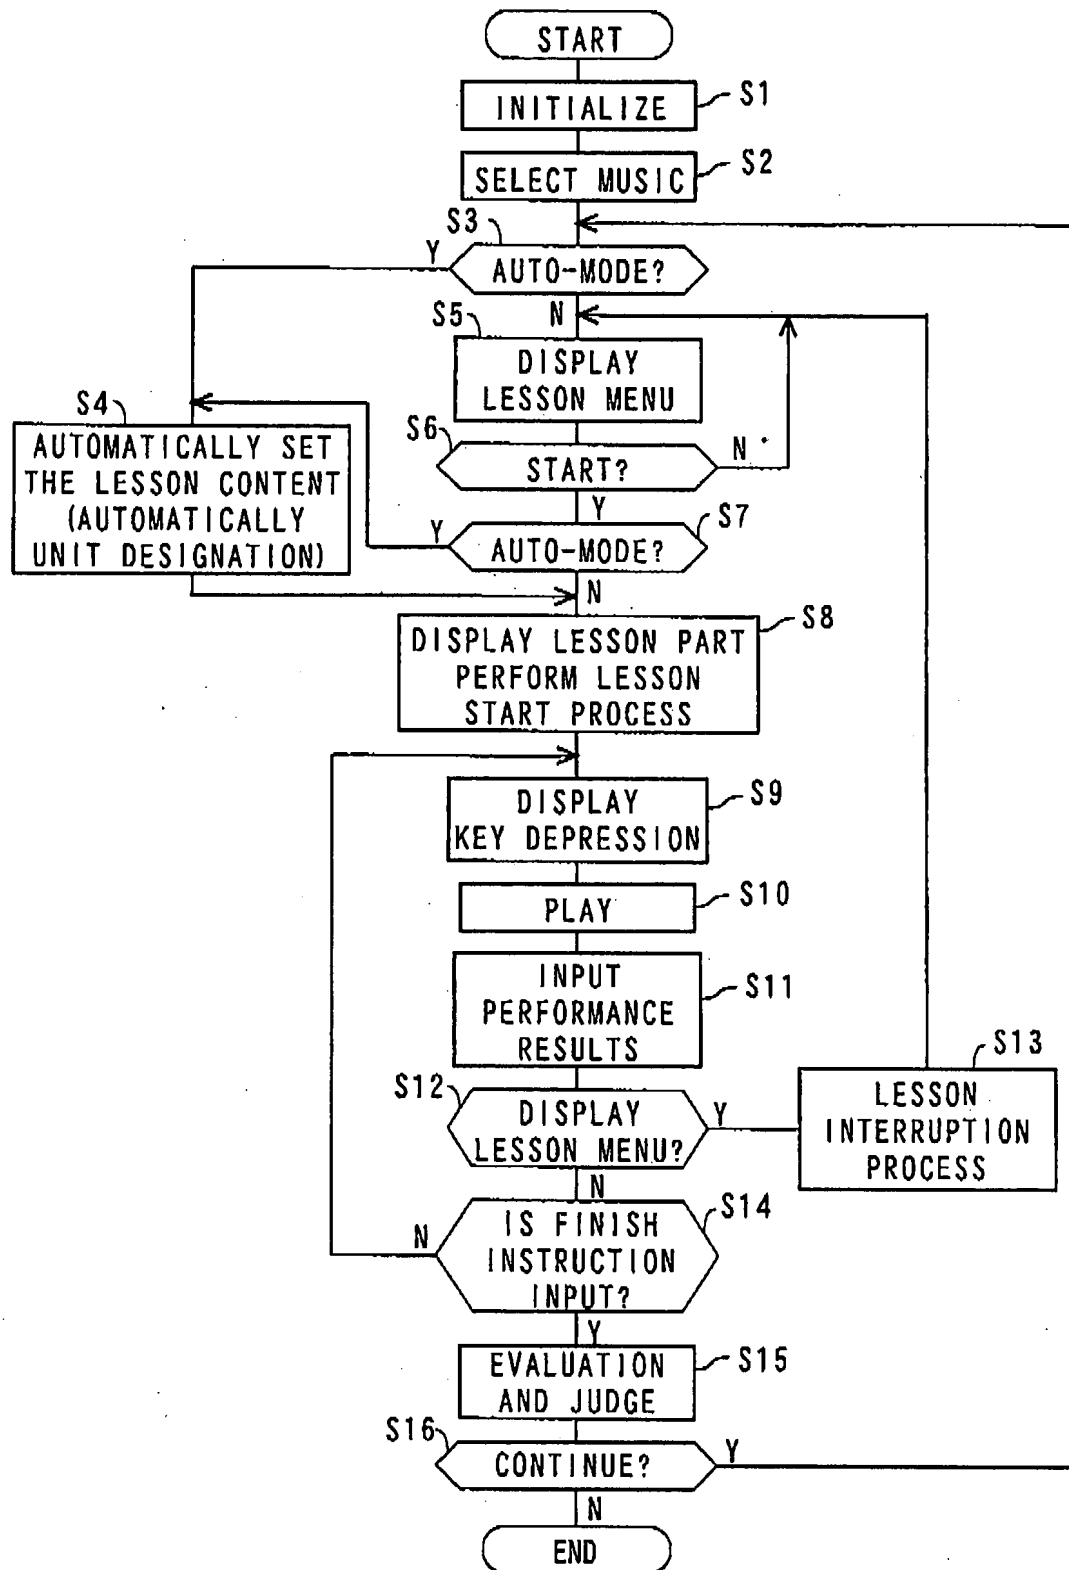 START
INITIALIZE
S1
SELECT MUSIC
S2
S3
Y
AUTO-MODE?
N
S5
DISPLAY
LESSON MENU
S4
AUTOMATICALLY SET
THE LESSON CONTENT
(AUTOMATICALLY
UNIT DESIGNATION)
S6
START?
N
Y
S7
Y
AUTO-MODE?
N
S8
DISPLAY LESSON PART
PERFORM LESSON
START PROCESS
S9
DISPLAY
KEY DEPRESSION
S10
PLAY
S11
INPUT
PERFORMANCE
RESULTS
S12
DISPLAY
LESSON MENU?
Y
N
S13
LESSON
INTERRUPTION
PROCESS
S14
N
IS FINISH
INSTRUCTION
INPUT?
Y
S15
EVALUATION
AND JUDGE
S16
CONTINUE?
Y
N
END